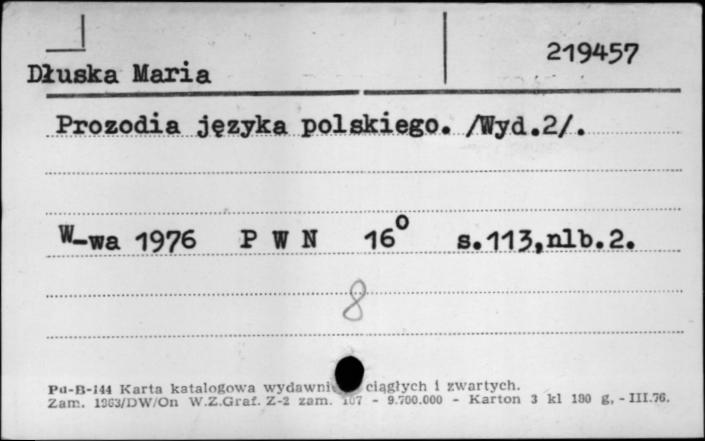 219457
Dłuska Maria
Prozodia języka polskiego. /Wyd.2/.
W-wa 1976 P W N 16° s.113,nlb.2.
8
Pu-B-144 Karta katalogowa wydawni ciągłych i zwartych.
Zam. 1963/DW/On W.Z.Graf. Z-2 zam. 107 - 9.700.000 - Karton 3 kl 180 g. - III.76.